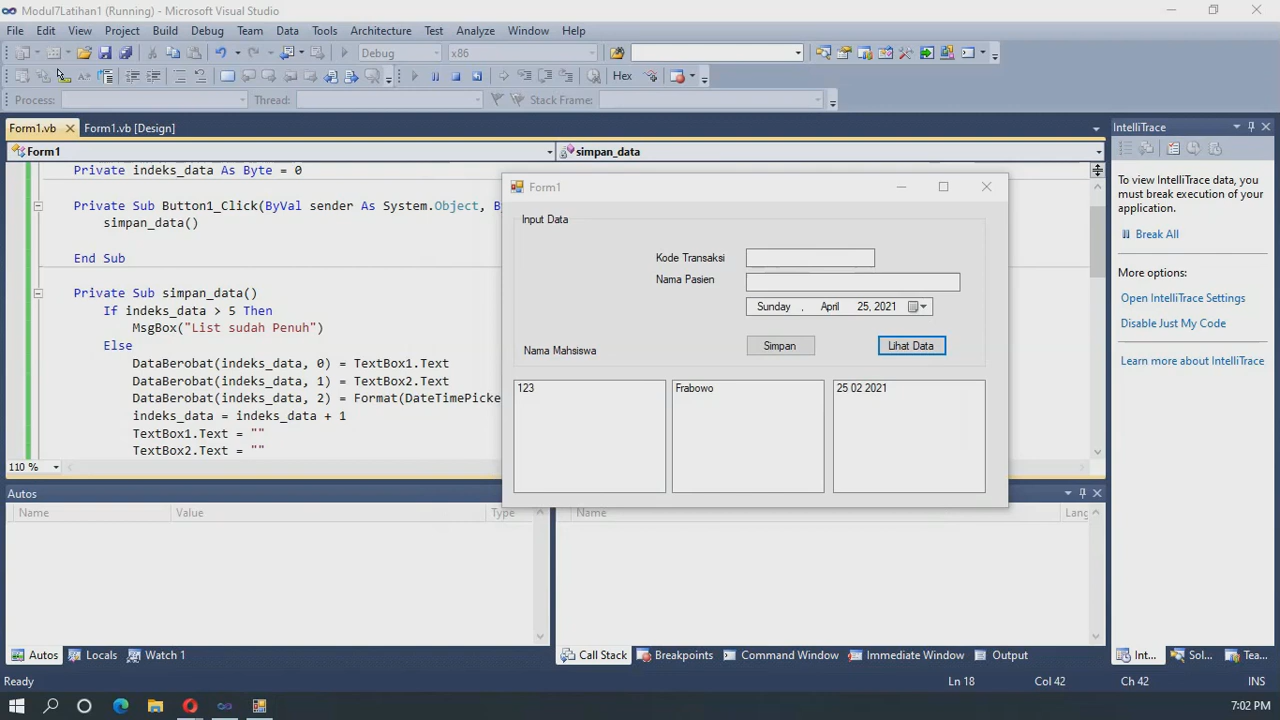 Modul7Latihan1 (Running) - Microsoft Visual Studio
File Edit View Project Build Debug Team Data Tools Architecture Test Analyze Window Help
Debug x86
Hex
Process: Thread: Stack Frame:
Form1.vb Form1.vb [Design]
Form1 simpan_data
Private indeks_data As Byte = 0
Private Sub Button1_Click(ByVal sender As System.Object, B
simpan_data()
End Sub
Private Sub simpan_data()
If indeks_data > 5 Then
MsgBox("List sudah Penuh")
Else
DataBerobat(indeks_data, 0) = TextBox1.Text
DataBerobat(indeks_data, 1) = TextBox2.Text
DataBerobat(indeks_data, 2) = Format(DateTimePicke
indeks_data = indeks_data + 1
TextBox1.Text = ""
TextBox2.Text = ""
110 %
Form1
Input Data
Kode Transaksi
Nama Pasien
Sunday , April 25, 2021
Simpan Lihat Data
Nama Mahsiswa
123 Frabowo 25 02 2021
IntelliTrace
To view IntelliTrace data, you
must break execution of your
application.
Break All
More options:
Open IntelliTrace Settings
Disable Just My Code
Learn more about IntelliTrace
Autos
Name Value Type
Name Lang
Autos Locals Watch 1
Call Stack Breakpoints Command Window Immediate Window Output
Int... Sol... Tea...
Ready Ln 18 Col 42 Ch 42 INS
7:02 PM